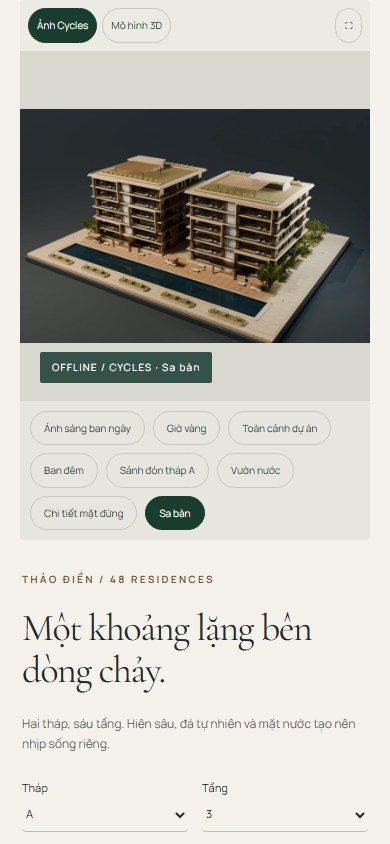 Ảnh Cycles
Mô hình 3D
OFFLINE / CYCLES · Sa bàn
Ánh sáng ban ngày
Giờ vàng
Toàn cảnh dự án
Ban đêm
Sảnh đón tháp A
Vườn nước
Chi tiết mặt đứng
Sa bàn
THẢO ĐIỀN / 48 RESIDENCES
Một khoảng lặng bên
dòng chảy.
Hai tháp, sáu tầng. Hiên sâu, đá tự nhiên và mặt nước tạo nên
nhịp sống riêng.
Tháp
Tầng
A
3